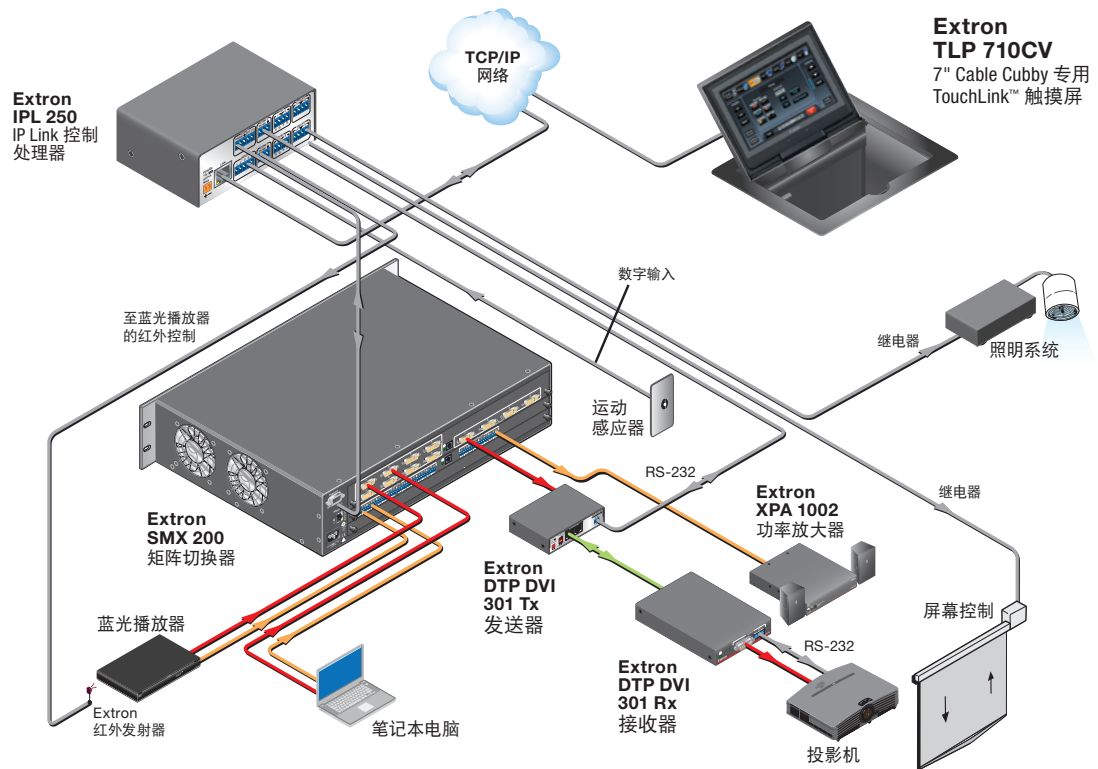 TCP/IP
网络
Extron
TLP 710CV
7" Cable Cubby 专用
TouchLink™ 触摸屏
Extron
IPL 250
IP Link 控制
处理器
数字输入
至蓝光播放器
的红外控制
继电器
照明系统
运动
感应器
RS-232
Extron
SMX 200
矩阵切换器
Extron
XPA 1002
功率放大器
继电器
Extron
DTP DVI
301 Tx
发送器
屏幕控制
蓝光播放器
RS-232
Extron
DTP DVI
301 Rx
接收器
Extron
红外发射器
笔记本电脑
投影机